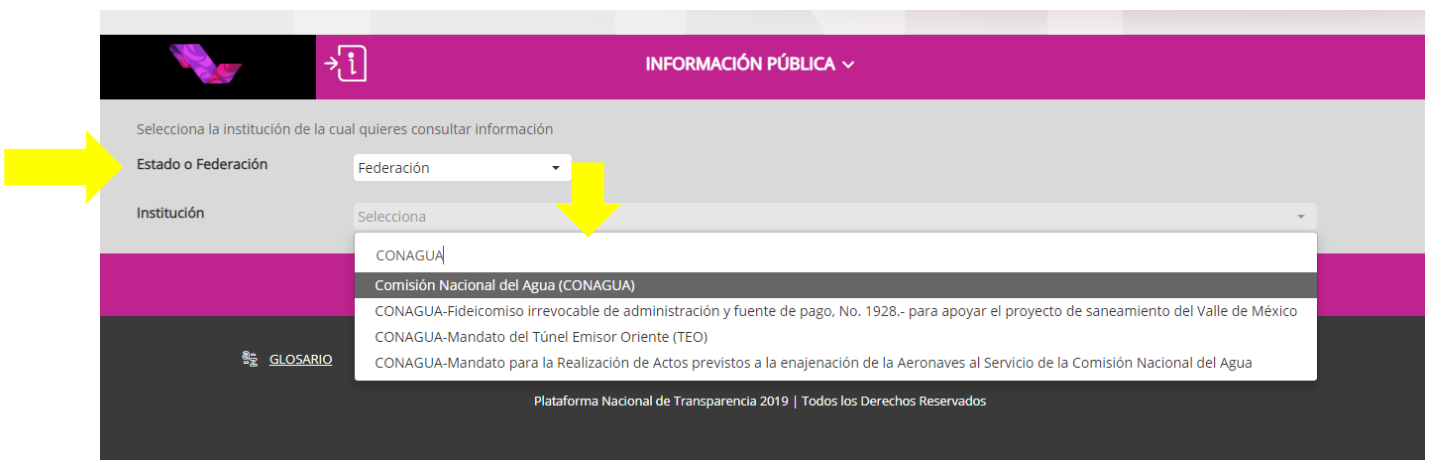 INFORMACIÓN PÚBLICA
Selecciona la institución de la cual quieres consultar información
Estado o Federación
Federación
Institución
Selecciona
CONAGUA
Comisión Nacional del Agua (CONAGUA)
CONAGUA-Fideicomiso irrevocable de administración y fuente de pago, No. 1928.- para apoyar el proyecto de saneamiento del Valle de México
CONAGUA-Mandato del Túnel Emisor Oriente (TEO)
CONAGUA-Mandato para la Realización de Actos previstos a la enajenación de la Aeronaves al Servicio de la Comisión Nacional del Agua
GLOSARIO
Plataforma Nacional de Transparencia 2019 | Todos los Derechos Reservados